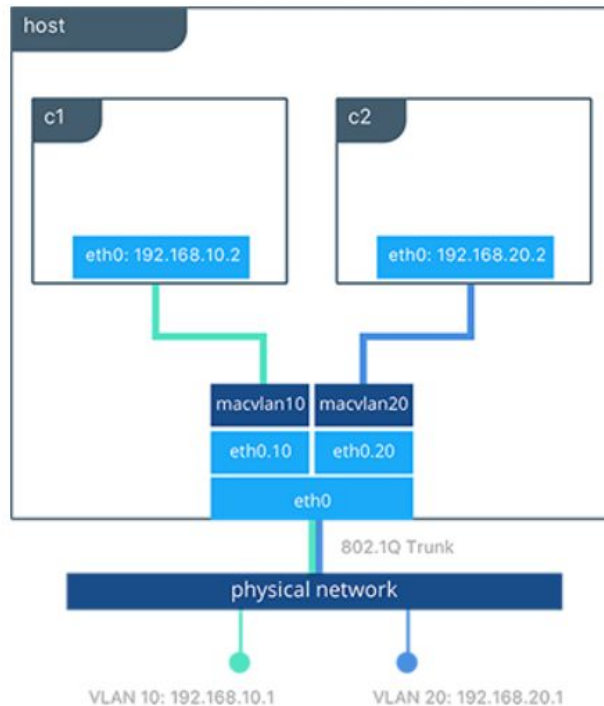 host
c1
c2
eth0: 192.168.10.2
eth0: 192.168.20.2
macvlan10
macvlan20
eth0.10
eth0.20
eth0
802.1Q Trunk
physical network
VLAN 10: 192.168.10.1
VLAN 20: 192.168.20.1